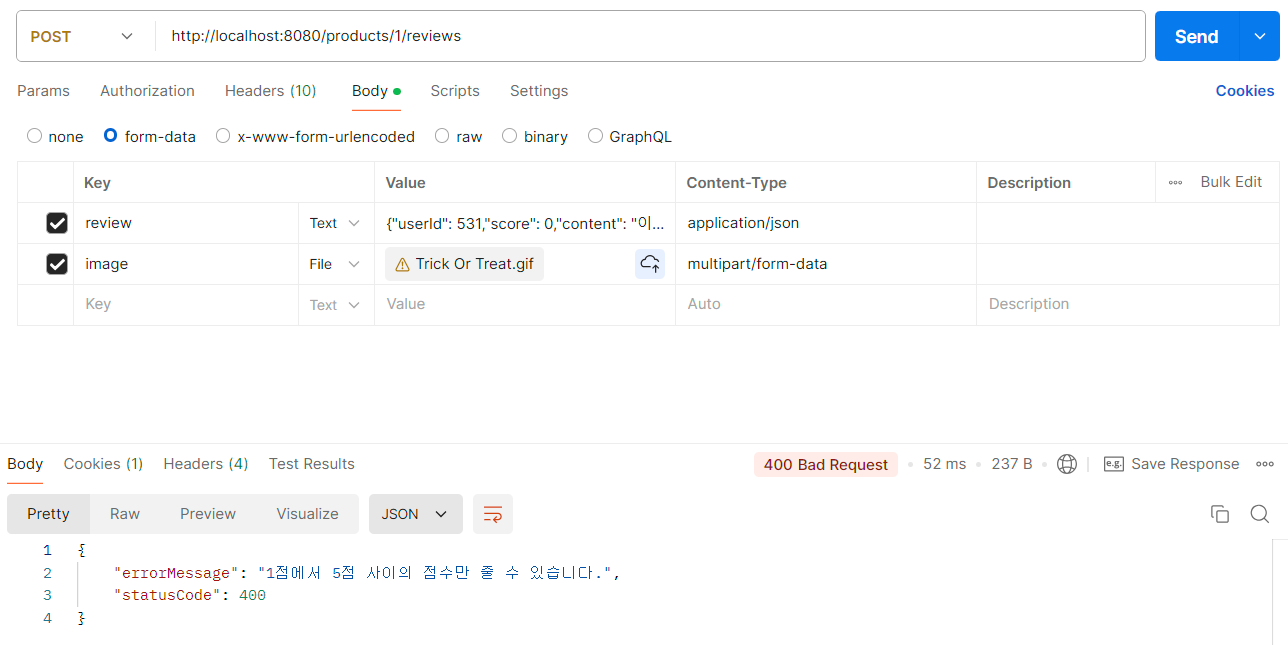 POST http://localhost:8080/products/1/reviews Send
Params Authorization Headers (10) Body Scripts Settings Cookies
none form-data x-www-form-urlencoded raw binary GraphQL
Key Value Content-Type Description Bulk Edit
review Text {"userId": 531,"score": 0,"content": "이... application/json
image File Trick Or Treat.gif multipart/form-data
Key Text Value Auto Description
Body Cookies (1) Headers (4) Test Results 400 Bad Request 52 ms 237 B e.g. Save Response
Pretty Raw Preview Visualize JSON
1 {
2 "errorMessage": "1점에서 5점 사이의 점수만 줄 수 있습니다.",
3 "statusCode": 400
4 }